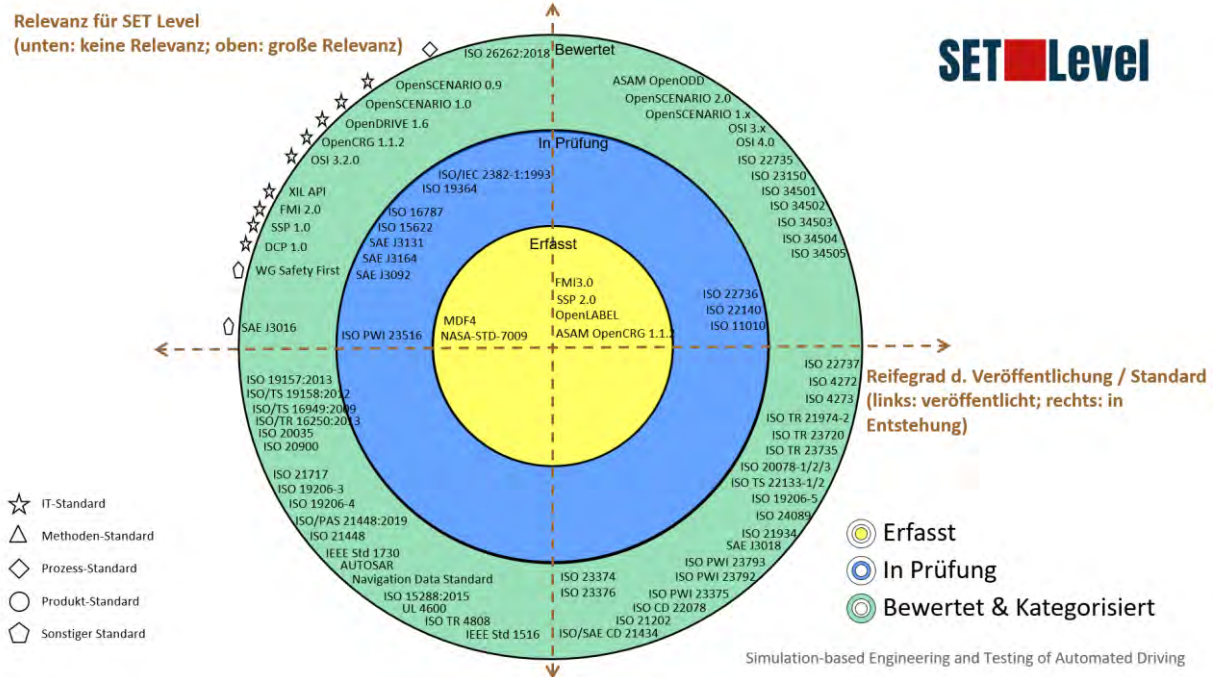 Relevanz für SET Level
(unten: keine Relevanz; oben: große Relevanz)
SET Level
Bewertet
ISO 26262:2018
OpenSCENARIO 0.9
OpenSCENARIO 1.0
OpenDRIVE 1.6
OpenCRG 1.1.2
OSI 3.2.0
XIL API
FMI 2.0
SSP 1.0
DCP 1.0
WG Safety First
SAE J3016
ASAM OpenODD
OpenSCENARIO 2.0
OpenSCENARIO 1.x
OSI 3.x
OSI 4.0
ISO 22735
ISO 23150
ISO 34501
ISO 34502
ISO 34503
ISO 34504
ISO 34505
In Prüfung
ISO/IEC 2382-1:1993
ISO 19364
ISO 16787
ISO 15622
SAE J3131
SAE J3164
SAE J3092
ISO PWI 23516
ISO 22736
ISO 22140
ISO 11010
Erfasst
FMI3.0
SSP 2.0
OpenLABEL
ASAM OpenCRG 1.1.2
MDF4
NASA-STD-7009
Reifegrad d. Veröffentlichung / Standard
(links: veröffentlicht; rechts: in
Entstehung)
ISO 19157:2013
ISO/TS 19158:2012
ISO/TS 16949:2009
ISO/TR 16250:2013
ISO 20035
ISO 20900
ISO 21717
ISO 19206-3
ISO 19206-4
ISO/PAS 21448:2019
ISO 21448
IEEE Std 1730
AUTOSAR
Navigation Data Standard
ISO 15288:2015
UL 4600
ISO TR 4808
IEEE Std 1516
ISO 22737
ISO 4272
ISO 4273
ISO TR 21974-2
ISO TR 23720
ISO TR 23735
ISO 20078-1/2/3
ISO TS 22133-1/2
ISO 19206-5
ISO 24089
ISO 21934
SAE J3018
ISO PWI 23793
ISO PWI 23792
ISO PWI 23375
ISO CD 22078
ISO 21202
ISO/SAE CD 21434
ISO 23374
ISO 23376
IT-Standard
Methoden-Standard
Prozess-Standard
Produkt-Standard
Sonstiger Standard
Erfasst
In Prüfung
Bewertet & Kategorisiert
Simulation-based Engineering and Testing of Automated Driving